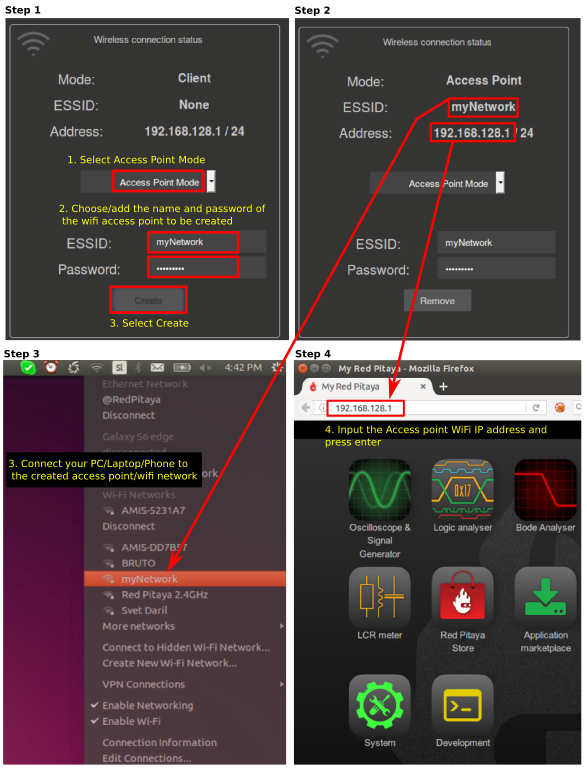 Step 1
Wireless connection status
Mode: Client
ESSID: None
Address: 192.168.128.1 / 24
1. Select Access Point Mode
Access Point Mode
2. Choose/add the name and password of
the wifi access point to be created
ESSID: myNetwork
Password: •••••••••
Create
3. Select Create
Step 2
Wireless connection status
Mode: Access Point
ESSID: myNetwork
Address: 192.168.128.1 / 24
Access Point Mode
ESSID: myNetwork
Password: •••••••••
Remove
Step 3
sl 4:42 PM
Ethernet Network
@RedPitaya
Disconnect
Galaxy S6 edge
disconnected
3. Connect your PC/Laptop/Phone to
the created access point/wifi network
ork
Wi-Fi Networks
AMIS-5231A7
Disconnect
AMIS-DD7B57
BRUTO
myNetwork
Red Pitaya 2.4GHz
Svet Daril
More networks
Connect to Hidden Wi-Fi Network...
Create New Wi-Fi Network...
VPN Connections
Enable Networking
Enable Wi-Fi
Connection Information
Edit Connections...
Step 4
My Red Pitaya - Mozilla Firefox
My Red Pitaya × +
192.168.128.1
4. Input the Access point WiFi IP address and
press enter
0x17
Oscilloscope & Logic analyser Bode Analyser
Signal
Generator
LCR meter Red Pitaya Application
Store marketplace
>_
System Development